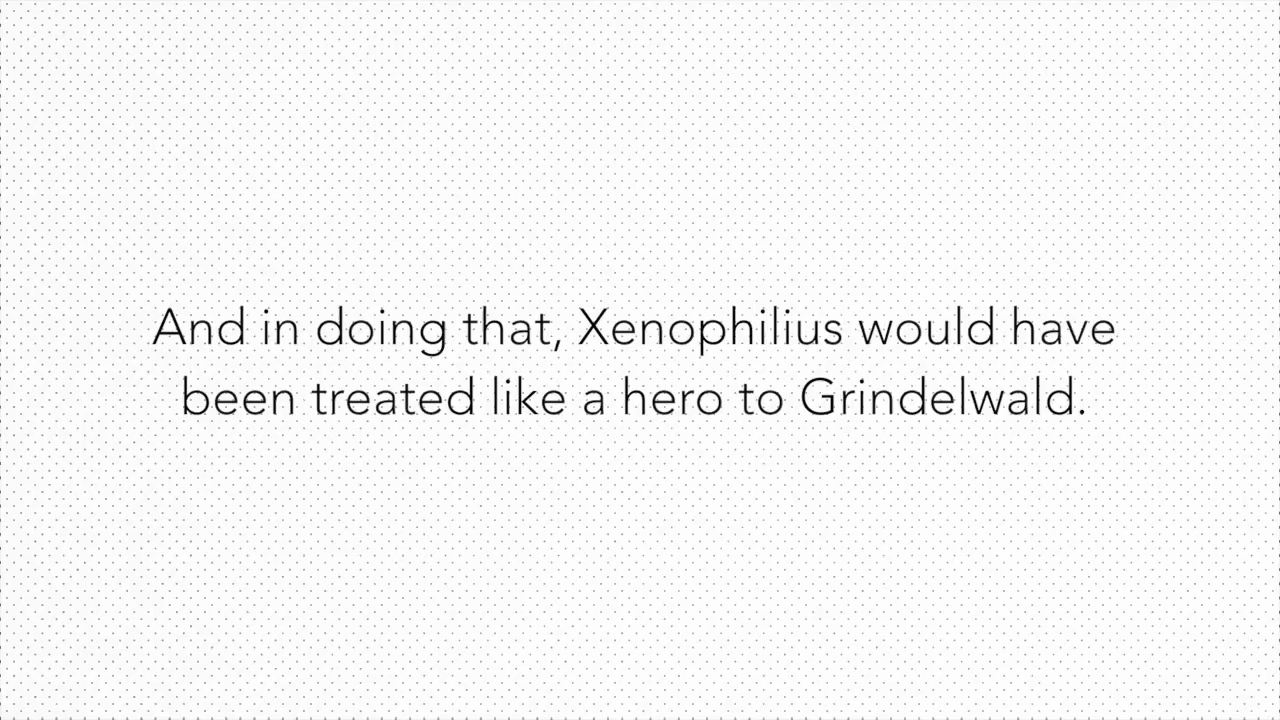 And in doing that, Xenophilius would have
been treated like a hero to Grindelwald.